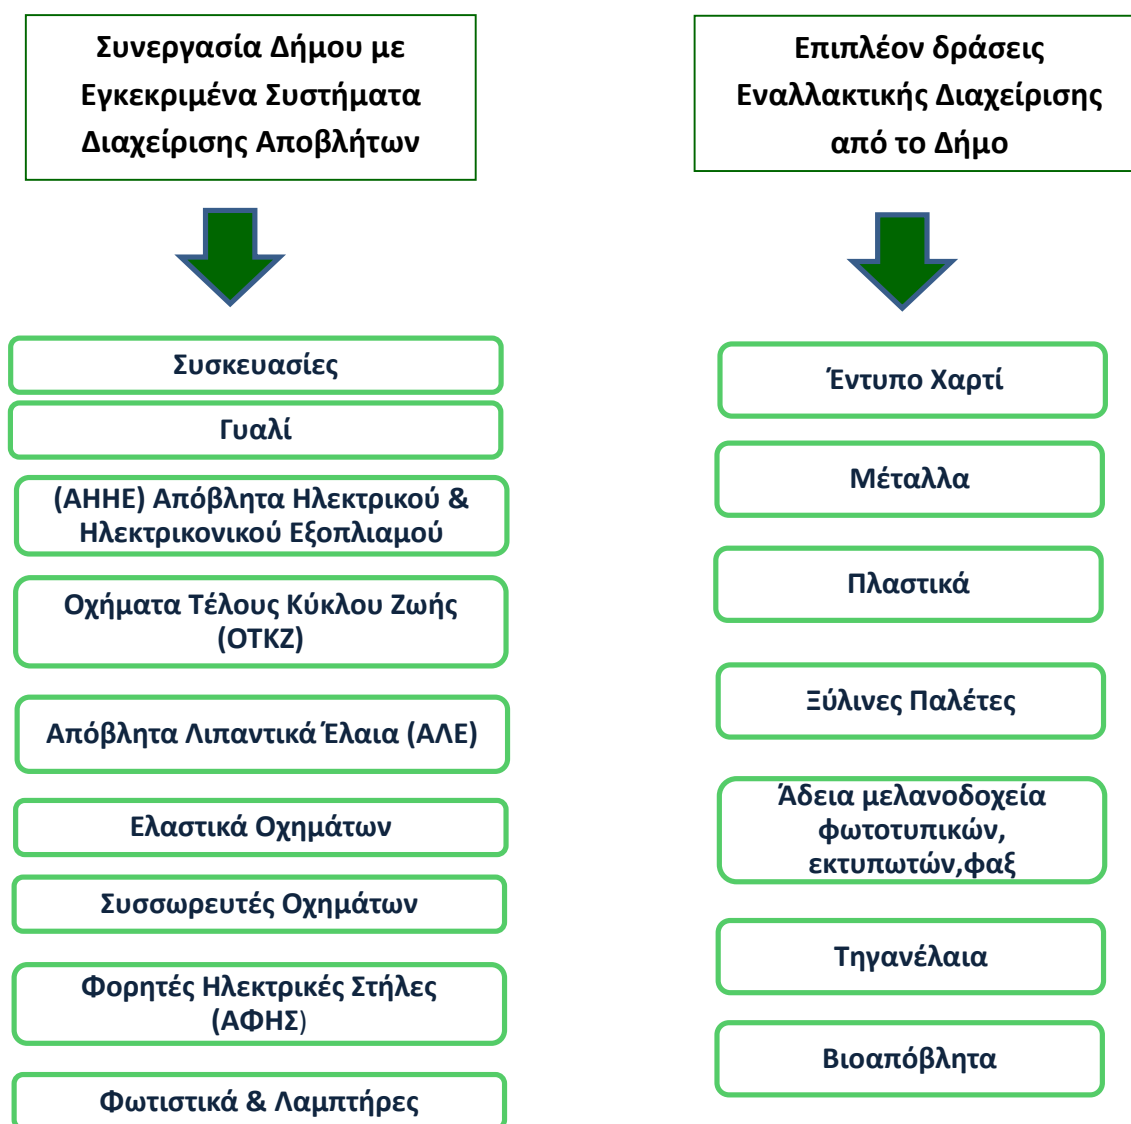 Συνεργασία Δήμου με
Εγκεκριμένα Συστήματα
Διαχείρισης Αποβλήτων
Συσκευασίες
Γυαλί
(ΑΗΗΕ) Απόβλητα Ηλεκτρικού &
Ηλεκτρικονικού Εξοπλιαμού
Οχήματα Τέλους Κύκλου Ζωής
(ΟΤΚΖ)
Απόβλητα Λιπαντικά Έλαια (ΑΛΕ)
Ελαστικά Οχημάτων
Συσσωρευτές Οχημάτων
Φορητές Ηλεκτρικές Στήλες
(ΑΦΗΣ)
Φωτιστικά & Λαμπτήρες
Επιπλέον δράσεις
Εναλλακτικής Διαχείρισης
από το Δήμο
Έντυπο Χαρτί
Μέταλλα
Πλαστικά
Ξύλινες Παλέτες
Άδεια μελανοδοχεία
φωτοτυπικών,
εκτυπωτών,φαξ
Τηγανέλαια
Βιοαπόβλητα